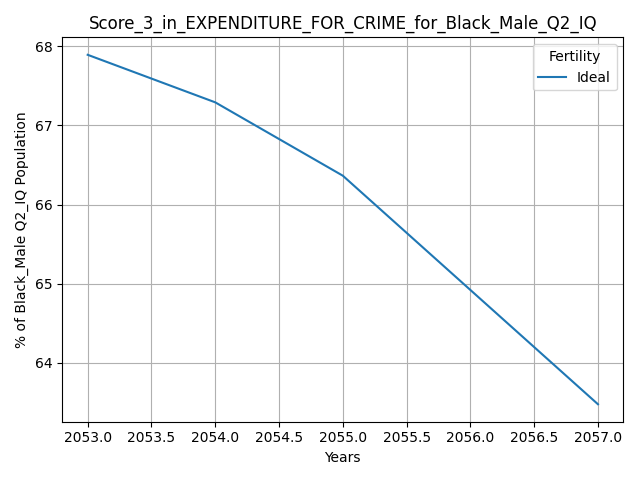 Score_3_in_EXPENDITURE_FOR_CRIME_for_Black_Male_Q2_IQ
Fertility
Ideal
% of Black_Male Q2_IQ Population
68
67
66
65
64
2053.0 2053.5 2054.0 2054.5 2055.0 2055.5 2056.0 2056.5 2057.0
Years